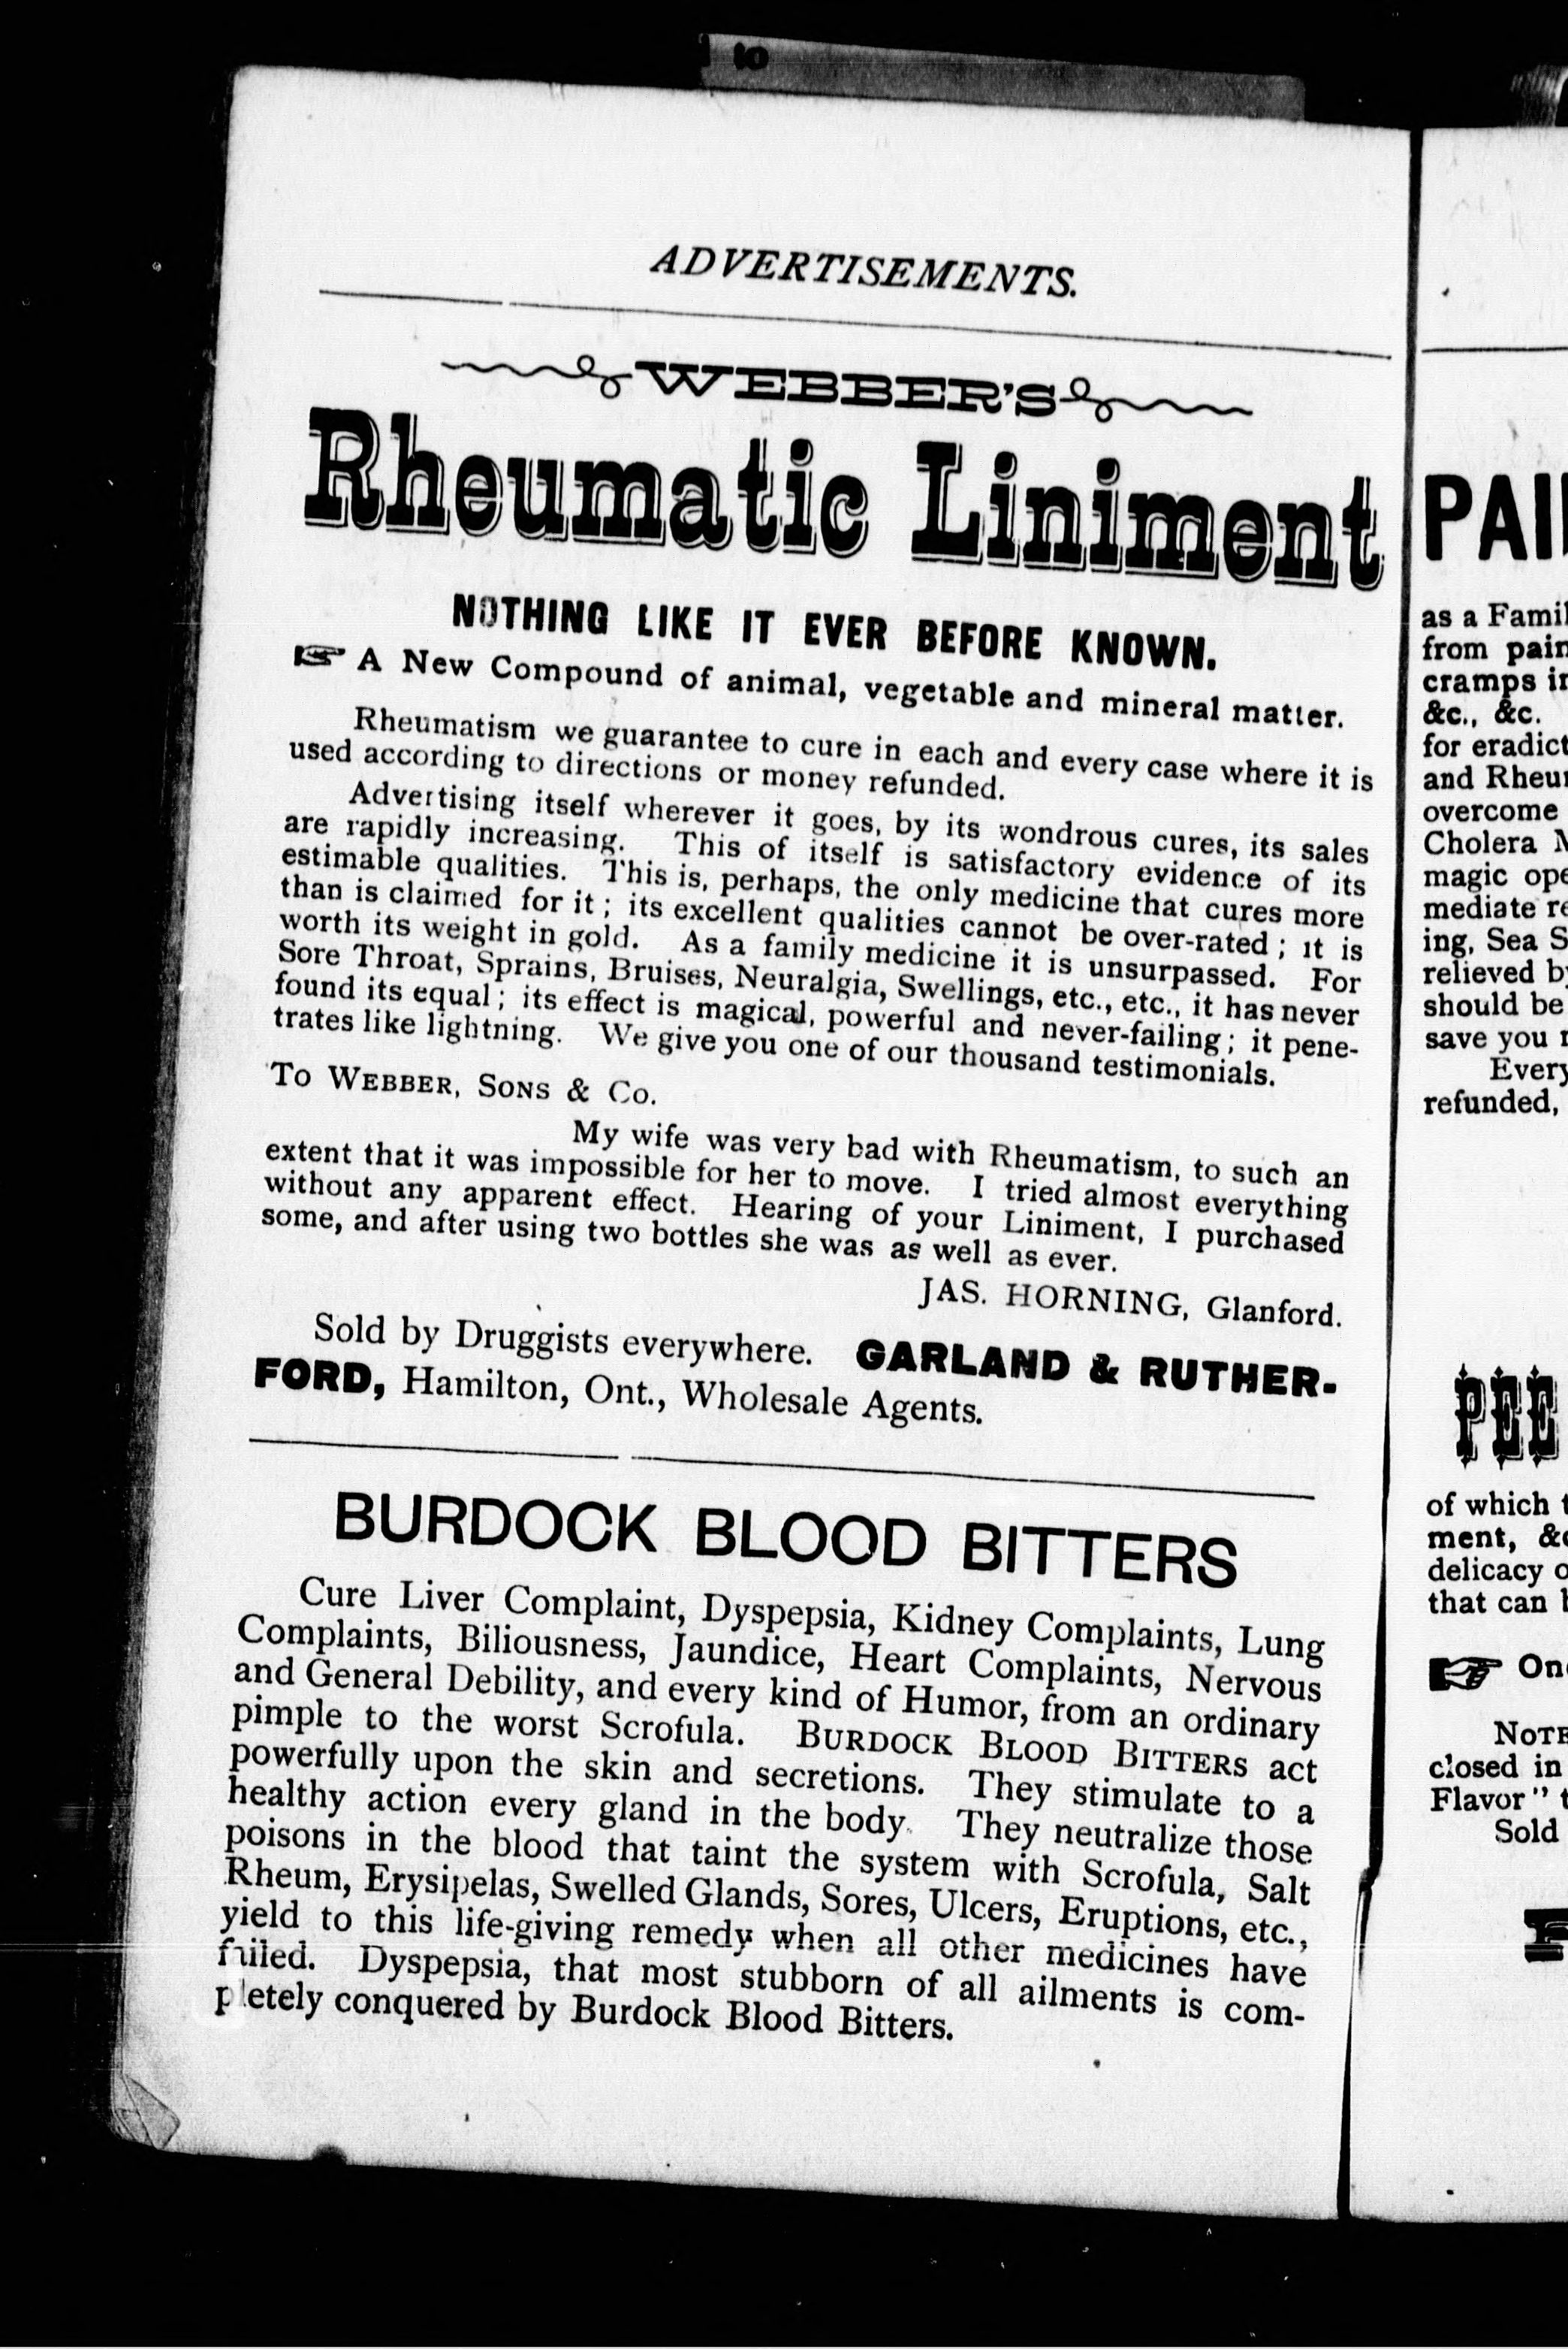 ADVERTISEMENTS.
WEBBER'S
Rheumatic Liniment
NOTHING LIKE IT EVER BEFORE KNOWN.
☞ A New Compound of animal, vegetable and mineral matter.
Rheumatism we guarantee to cure in each and every case where it is
used according to directions or money refunded.
Advertising itself wherever it goes, by its wondrous cures, its sales
are rapidly increasing. This of itself is satisfactory evidence of its
estimable qualities. This is, perhaps, the only medicine that cures more
than is claimed for it; its excellent qualities cannot be over-rated; it is
worth its weight in gold. As a family medicine it is unsurpassed. For
Sore Throat, Sprains, Bruises, Neuralgia, Swellings, etc., etc., it has never
found its equal; its effect is magical, powerful and never-failing; it pene-
trates like lightning. We give you one of our thousand testimonials.
To WEBBER, SONS & Co.
My wife was very bad with Rheumatism, to such an
extent that it was impossible for her to move. I tried almost everything
without any apparent effect. Hearing of your Liniment, I purchased
some, and after using two bottles she was as well as ever.
JAS. HORNING, Glanford.
Sold by Druggists everywhere. GARLAND & RUTHER-
FORD, Hamilton, Ont., Wholesale Agents.
BURDOCK BLOOD BITTERS
Cure Liver Complaint, Dyspepsia, Kidney Complaints, Lung
Complaints, Biliousness, Jaundice, Heart Complaints, Nervous
and General Debility, and every kind of Humor, from an ordinary
pimple to the worst Scrofula. BURDOCK BLOOD BITTERS act
powerfully upon the skin and secretions. They stimulate to a
healthy action every gland in the body. They neutralize those
poisons in the blood that taint the system with Scrofula, Salt
Rheum, Erysipelas, Swelled Glands, Sores, Ulcers, Eruptions, etc.,
yield to this life-giving remedy when all other medicines have
failed. Dyspepsia, that most stubborn of all ailments is com-
pletely conquered by Burdock Blood Bitters.
10
PAI
as a Famil
from pain
cramps in
&c., &c.
for eradict
and Rheu
overcome
Cholera
magic ope
mediate re
ing, Sea S
relieved by
should be
save you
Every
refunded,
PEE
of which t
ment, &c
delicacy o
that can
☞ On
NOTE
closed in
Flavor" t
Sold